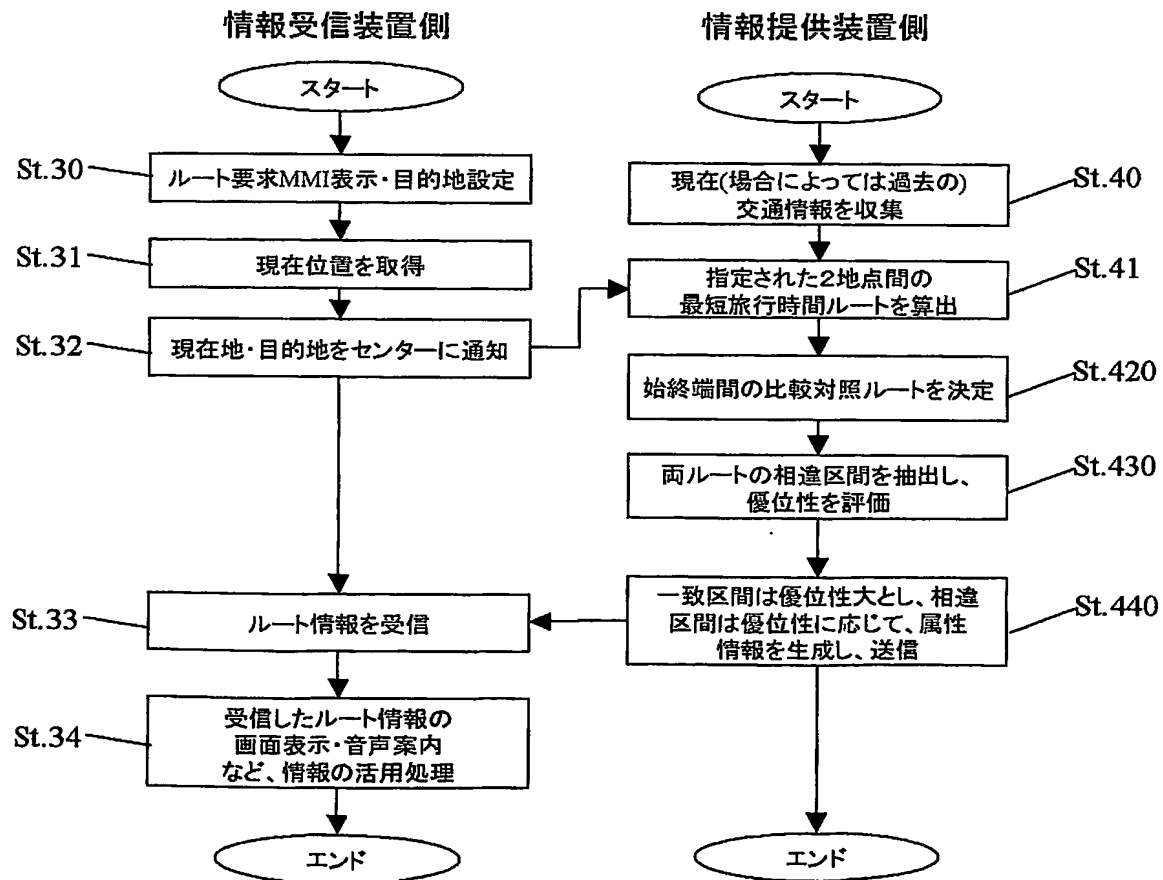 情報受信装置側
スタート
St.30
ルート要求MMI表示・目的地設定
St.31
現在位置を取得
St.32
現在地・目的地をセンターに通知
St.33
ルート情報を受信
St.34
受信したルート情報の
画面表示・音声案内
など、情報の活用処理
エンド
情報提供装置側
スタート
現在(場合によっては過去の)
交通情報を収集
St.40
指定された2地点間の
最短旅行時間ルートを算出
St.41
始終端間の比較対照ルートを決定
St.420
両ルートの相違区間を抽出し、
優位性を評価
St.430
一致区間は優位性大とし、相違
区間は優位性に応じて、属性
情報を生成し、送信
St.440
エンド